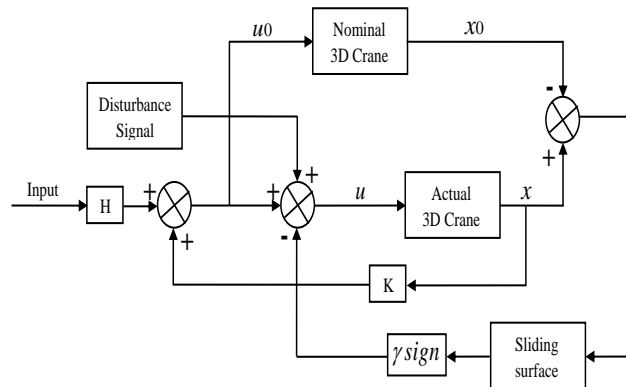 Nominal
3D Crane
u0
x0
-
Disturbance
Signal
+
+
Input
H
+
+
-
u
Actual
3D Crane
x
+
K
γ sign
Sliding
surface